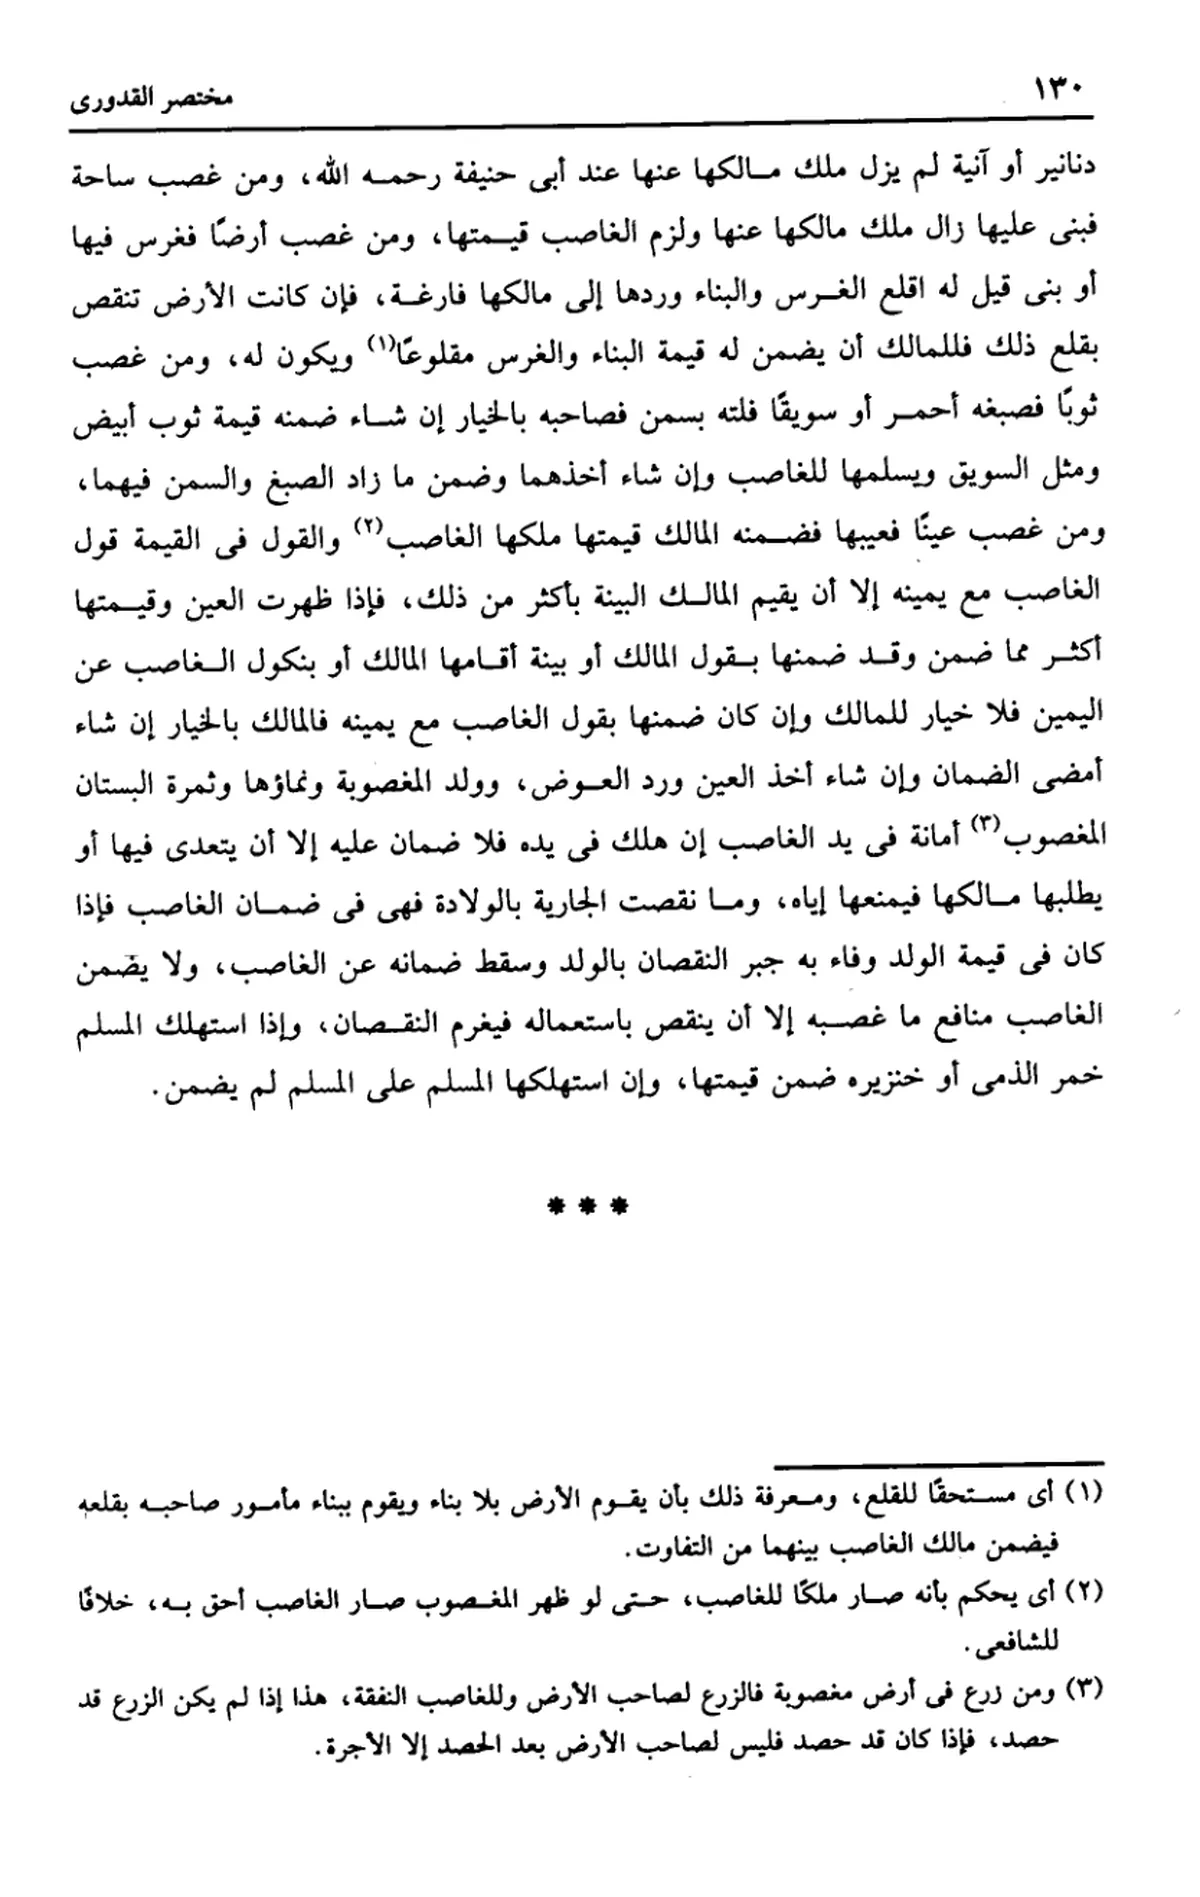 ١٣٠
مختصر القدورى
دنانير أو آنية لم يزل ملك مالكها عنها عند أبى حنيفة رحمه الله، ومن غصب ساحة
فبنى عليها زال ملك مالكها عنها ولزم الغاصب قيمتها، ومن غصب أرضًا فغرس فيها
أو بنى قيل له اقلع الغرس والبناء وردها إلى مالكها فارغة، فإن كانت الأرض تنقص
بقلع ذلك فللمالك أن يضمن له قيمة البناء والغرس مقلوعًا(١) ويكون له، ومن غصب
ثوبًا فصبغه أحمر أو سويقًا فلته بسمن فصاحبه بالخيار إن شاء ضمنه قيمة ثوب أبيض
ومثل السويق ويسلمها للغاصب وإن شاء أخذهما وضمن ما زاد الصبغ والسمن فيهما،
ومن غصب عينًا فعيبها فضمنه المالك قيمتها ملكها الغاصب(٢) والقول فى القيمة قول
الغاصب مع يمينه إلا أن يقيم المالك البينة بأكثر من ذلك، فإذا ظهرت العين وقيمتها
أكثر مما ضمن وقد ضمنها بقول المالك أو بينة أقامها المالك أو بنكول الغاصب عن
اليمين فلا خيار للمالك وإن كان ضمنها بقول الغاصب مع يمينه فالمالك بالخيار إن شاء
أمضى الضمان وإن شاء أخذ العين ورد العوض، وولد المغصوبة ونماؤها وثمرة البستان
المغصوب(٣) أمانة فى يد الغاصب إن هلك فى يده فلا ضمان عليه إلا أن يتعدى فيها أو
يطلبها مالكها فيمنعها إياه، وما نقصت الجارية بالولادة فهى فى ضمان الغاصب فإذا
كان فى قيمة الولد وفاء به جبر النقصان بالولد وسقط ضمانه عن الغاصب، ولا يضمن
الغاصب منافع ما غصبه إلا أن ينقص باستعماله فيغرم النقصان، وإذا استهلك المسلم
خمر الذمى أو خنزيره ضمن قيمتها، وإن استهلكها المسلم على المسلم لم يضمن.
* * *
(١) أى مستحقًا للقلع، ومعرفة ذلك بأن يقوم الأرض بلا بناء ويقوم ببناء مأمور صاحبه بقلعه
فيضمن مالك الغاصب بينهما من التفاوت.
(٢) أى يحكم بأنه صار ملكًا للغاصب، حتى لو ظهر المغصوب صار الغاصب أحق به، خلافًا
للشافعى.
(٣) ومن زرع فى أرض مغصوبة فالزرع لصاحب الأرض وللغاصب النفقة، هذا إذا لم يكن الزرع قد
حصد، فإذا كان قد حصد فليس لصاحب الأرض بعد الحصد إلا الأجرة.